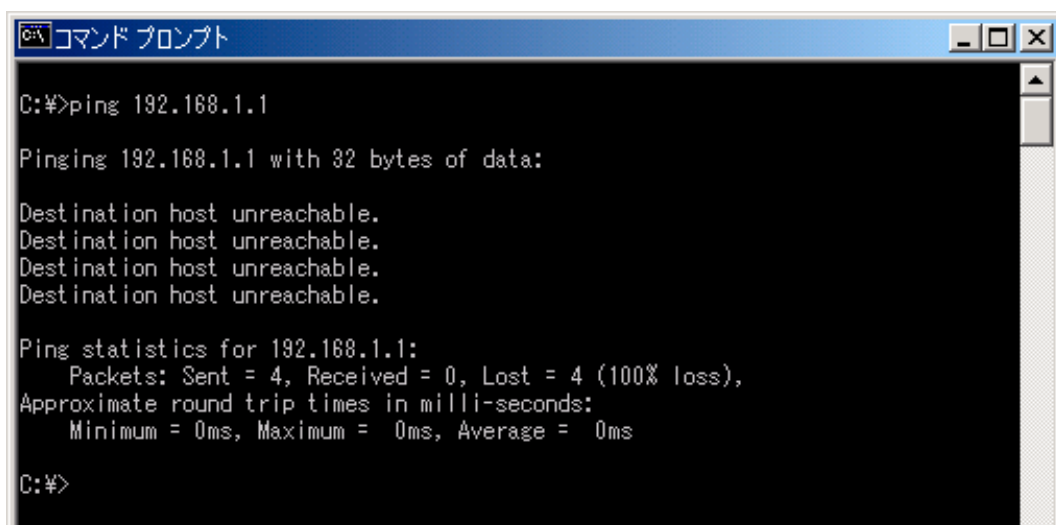 コマンド プロンプト
C:¥>ping 192.168.1.1
Pinging 192.168.1.1 with 32 bytes of data:
Destination host unreachable.
Destination host unreachable.
Destination host unreachable.
Destination host unreachable.
Ping statistics for 192.168.1.1:
    Packets: Sent = 4, Received = 0, Lost = 4 (100% loss),
Approximate round trip times in milli-seconds:
    Minimum = 0ms, Maximum =  0ms, Average =  0ms
C:¥>